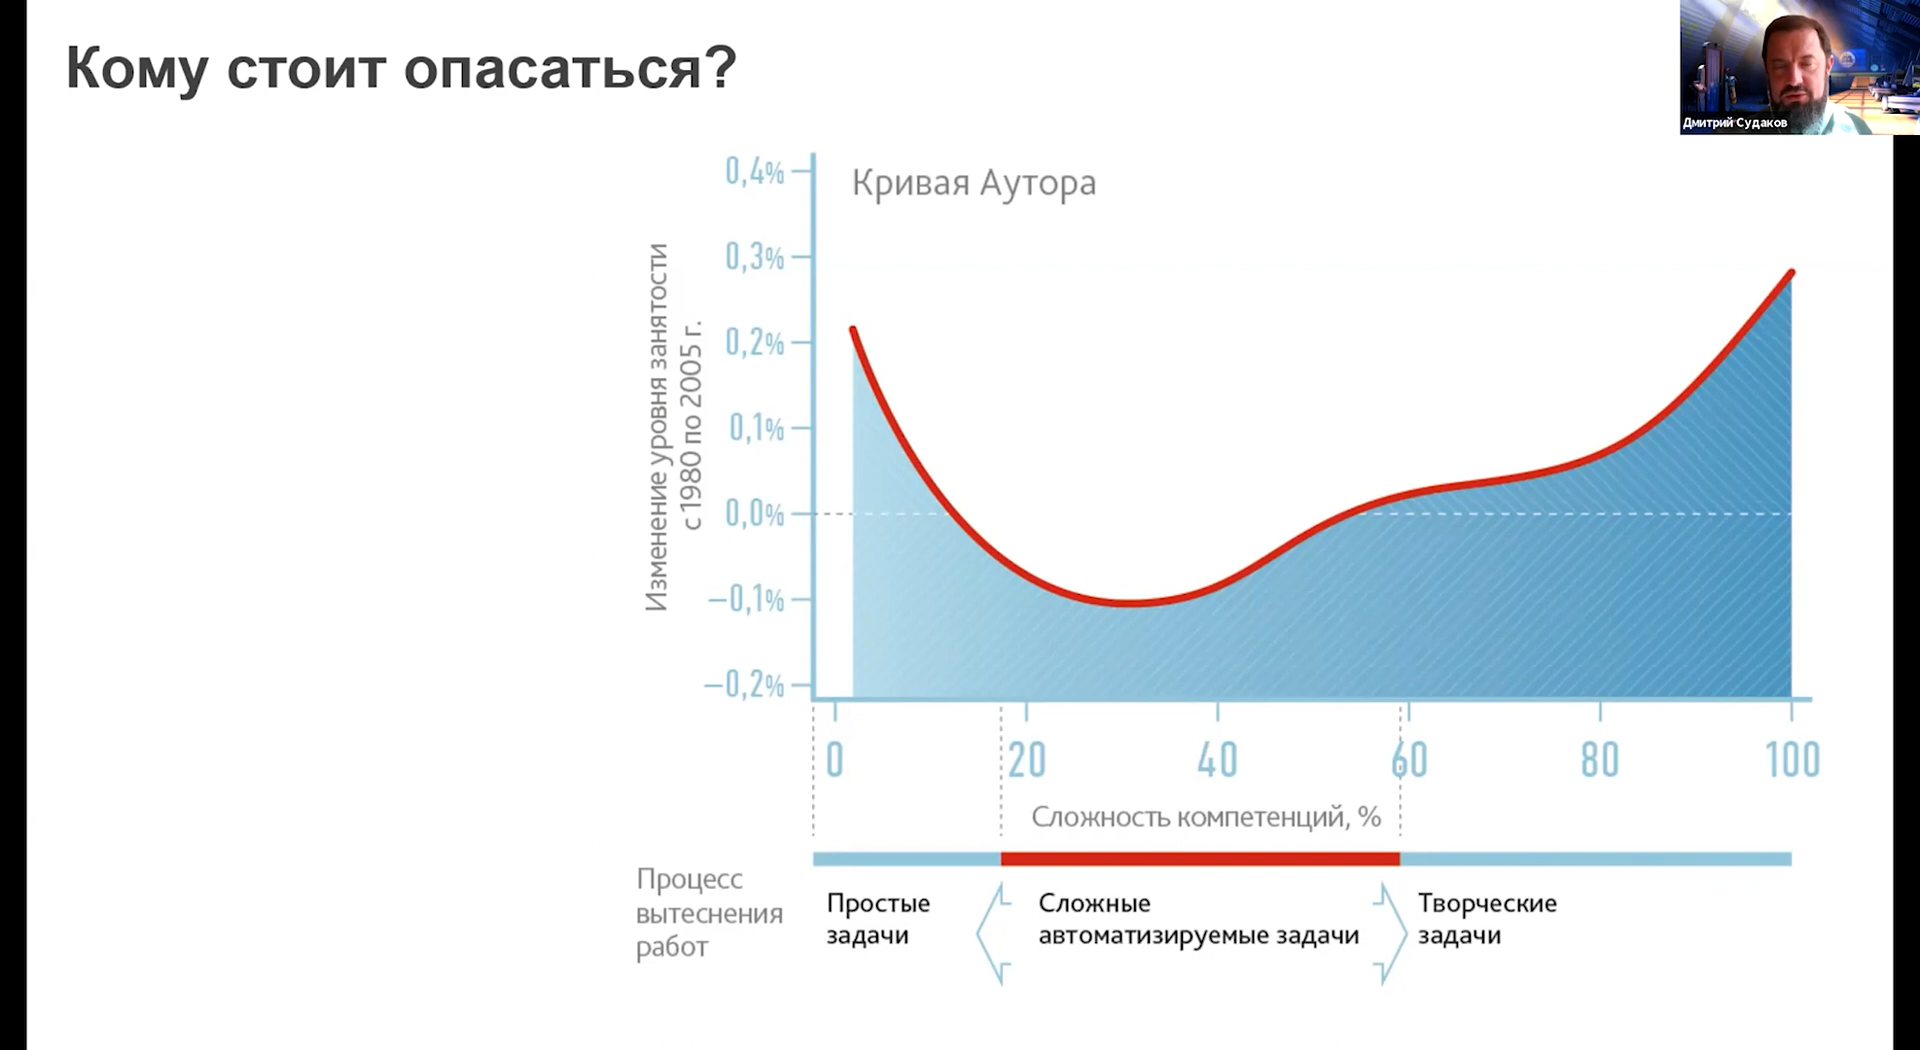 Кому стоит опасаться?
Дмитрий Судаков
Кривая Аутора
Изменение уровня занятости
с 1980 по 2005 г.
0,4%
0,3%
0,2%
0,1%
0,0%
−0,1%
−0,2%
0 20 40 60 80 100
Сложность компетенций, %
Процесс
вытеснения
работ
Простые
задачи
Сложные
автоматизируемые задачи
Творческие
задачи